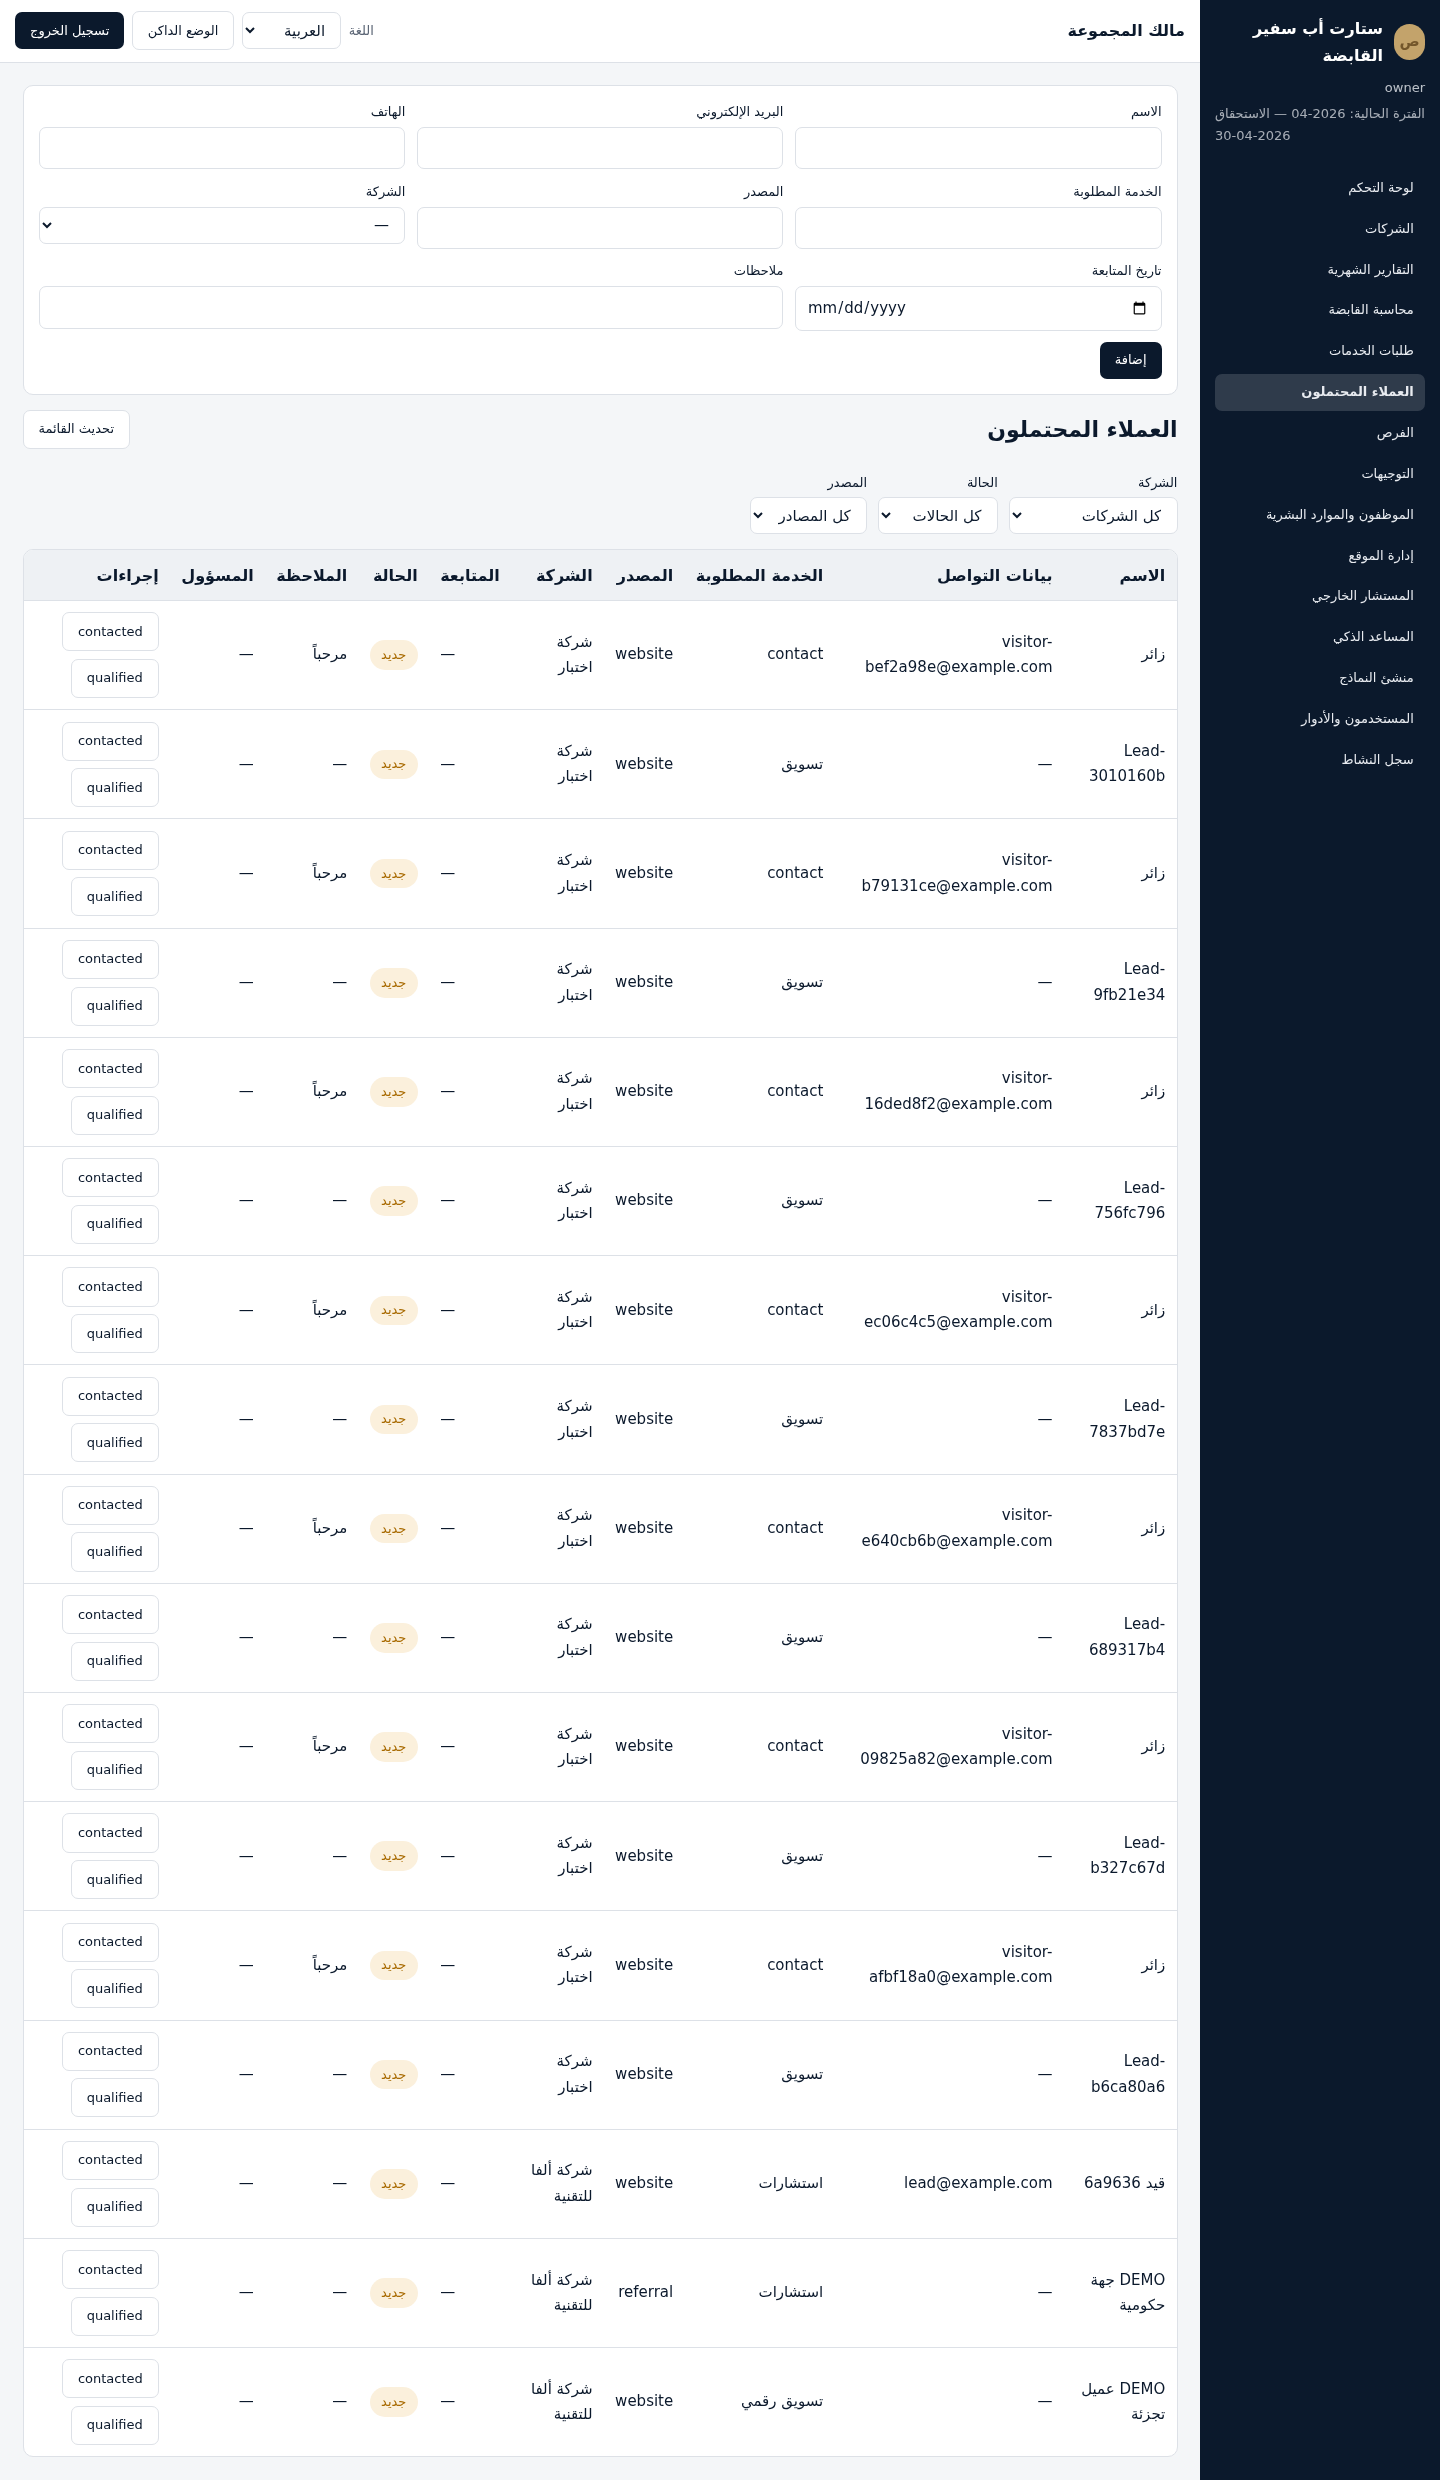 ص
ستارت أب سفير
القابضة
owner
الفترة الحالية: 2026-04 — الاستحقاق
2026-04-30
لوحة التحكم
الشركات
التقارير الشهرية
محاسبة القابضة
طلبات الخدمات
العملاء المحتملون
الفرص
التوجيهات
الموظفون والموارد البشرية
إدارة الموقع
المستشار الخارجي
المساعد الذكي
منشئ النماذج
المستخدمون والأدوار
سجل النشاط
مالك المجموعة
اللغة العربية الوضع الداكن تسجيل الخروج
الاسم البريد الإلكتروني الهاتف
الخدمة المطلوبة المصدر الشركة
—
تاريخ المتابعة ملاحظات
mm/dd/yyyy
إضافة
العملاء المحتملون تحديث القائمة
الشركة الحالة المصدر
كل الشركات كل الحالات كل المصادر
الاسم بيانات التواصل الخدمة المطلوبة المصدر الشركة المتابعة الحالة الملاحظة المسؤول إجراءات
زائر visitor-bef2a98e@example.com contact website شركة اختبار — جديد مرحباً — contacted qualified
Lead-3010160b — تسويق website شركة اختبار — جديد — — contacted qualified
زائر visitor-b79131ce@example.com contact website شركة اختبار — جديد مرحباً — contacted qualified
Lead-9fb21e34 — تسويق website شركة اختبار — جديد — — contacted qualified
زائر visitor-16ded8f2@example.com contact website شركة اختبار — جديد مرحباً — contacted qualified
Lead-756fc796 — تسويق website شركة اختبار — جديد — — contacted qualified
زائر visitor-ec06c4c5@example.com contact website شركة اختبار — جديد مرحباً — contacted qualified
Lead-7837bd7e — تسويق website شركة اختبار — جديد — — contacted qualified
زائر visitor-e640cb6b@example.com contact website شركة اختبار — جديد مرحباً — contacted qualified
Lead-689317b4 — تسويق website شركة اختبار — جديد — — contacted qualified
زائر visitor-09825a82@example.com contact website شركة اختبار — جديد مرحباً — contacted qualified
Lead-b327c67d — تسويق website شركة اختبار — جديد — — contacted qualified
زائر visitor-afbf18a0@example.com contact website شركة اختبار — جديد مرحباً — contacted qualified
Lead-b6ca80a6 — تسويق website شركة اختبار — جديد — — contacted qualified
قيد 6a9636 lead@example.com استشارات website شركة ألفا للتقنية — جديد — — contacted qualified
DEMO جهة حكومية — استشارات referral شركة ألفا للتقنية — جديد — — contacted qualified
DEMO عميل تجزئة — تسويق رقمي website شركة ألفا للتقنية — جديد — — contacted qualified